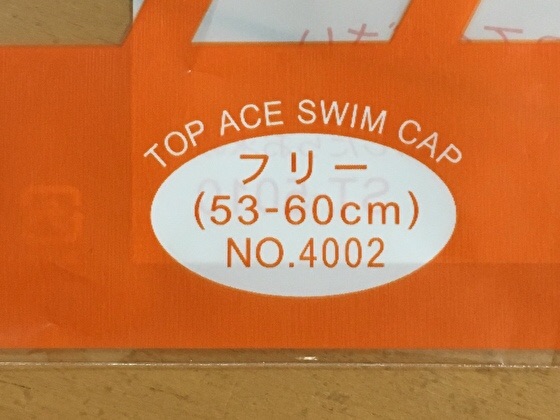 TOP ACE SWIM CAP
フリー
(53-60cm)
NO.4002